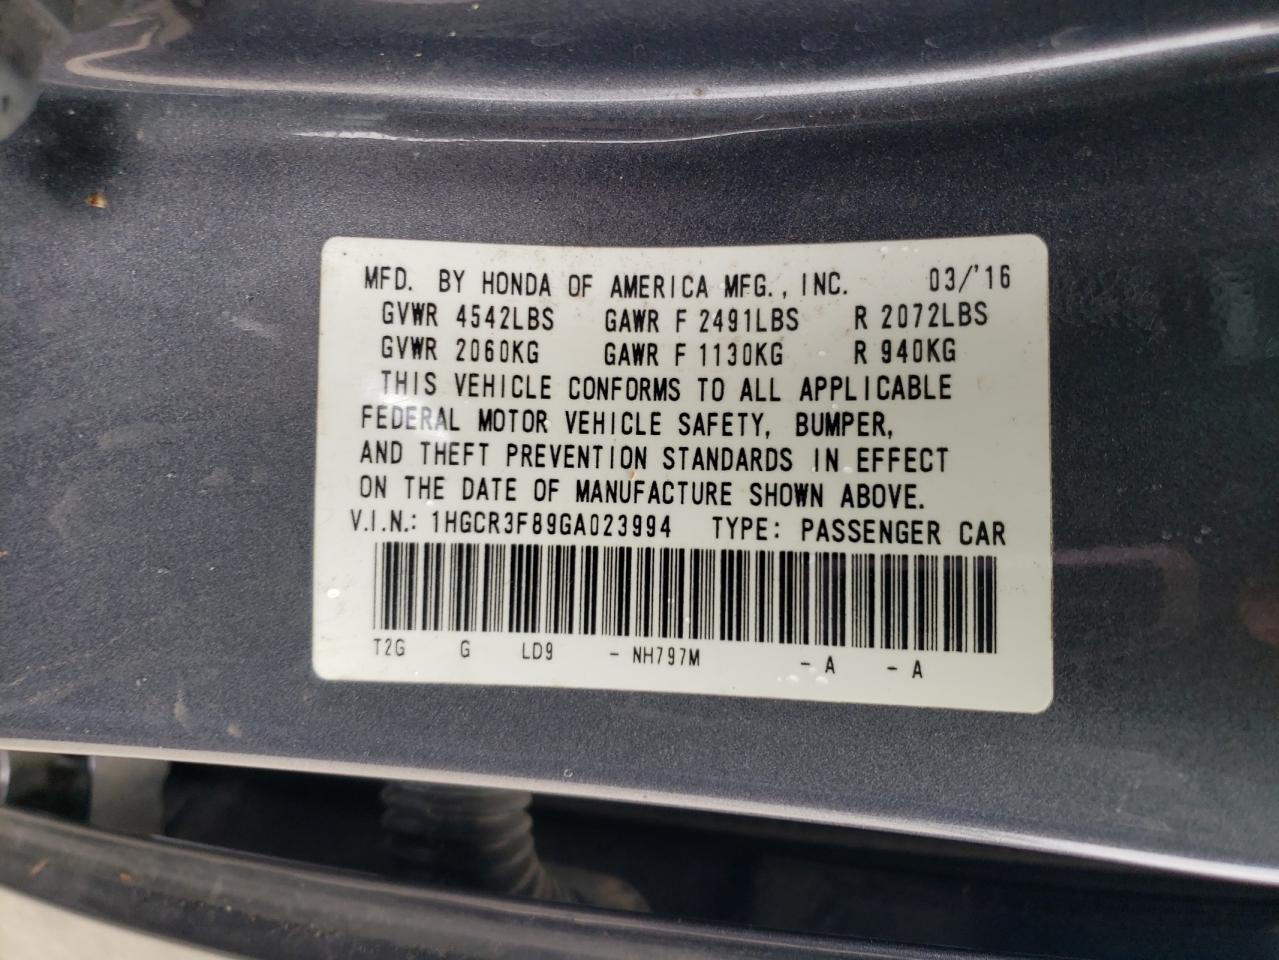 MFD. BY HONDA OF AMERICA MFG., INC. 03/'16
GVWR 4542LBS GAWR F 2491LBS R 2072LBS
GVWR 2060KG GAWR F 1130KG R 940KG
THIS VEHICLE CONFORMS TO ALL APPLICABLE
FEDERAL MOTOR VEHICLE SAFETY, BUMPER,
AND THEFT PREVENTION STANDARDS IN EFFECT
ON THE DATE OF MANUFACTURE SHOWN ABOVE.
V.I.N.: 1HGCR3F89GA023994 TYPE: PASSENGER CAR
T2G G LD9 - NH797M - A - A